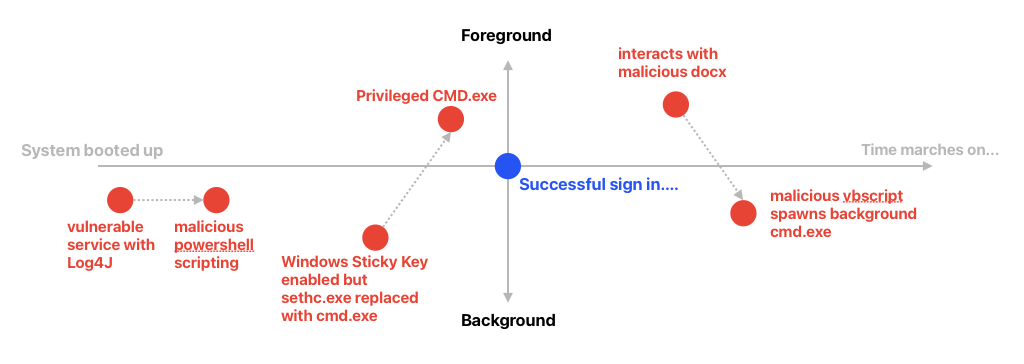 Foreground
interacts with
malicious docx
Privileged CMD.exe
System booted up
Time marches on...
Successful sign in....
vulnerable
service with
Log4J
malicious
powershell
scripting
malicious vbscript
spawns background
cmd.exe
Windows Sticky Key
enabled but
sethc.exe replaced
with cmd.exe
Background